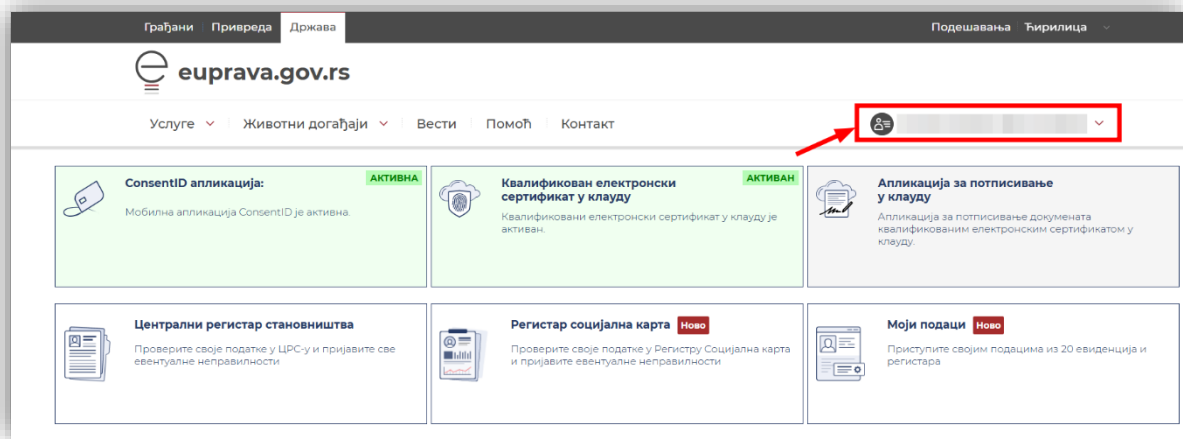 Грађани Привреда Држава Подешавања Ћирилица
euprava.gov.rs
Услуге Животни догађаји Вести Помоћ Контакт
ConsentID апликација: АКТИВНА
Мобилна апликација ConsentID је активна.
Квалификован електронски АКТИВАН
сертификат у клауду
Квалификовани електронски сертификат у клауду је
активан.
Апликација за потписивање
у клауду
Апликација за потписивање докумената
квалификованим електронским сертификатом у
клауду.
Централни регистар становништва
Проверите своје податке у ЦРС-у и пријавите све
евентуалне неправилности
Регистар социјална карта Ново
Проверите своје податке у Регистру Социјална карта
и пријавите евентуалне неправилности
Моји подаци Ново
Приступите својим подацима из 20 евиденција и
регистара